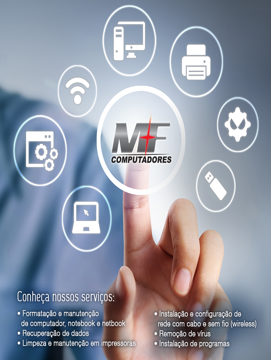 MF
COMPUTADORES
Conheça nossos serviços:
• Formatação e manutenção
de computador, notebook e netbook
• Recuperação de dados
• Limpeza e manutenção em impressoras
• Instalação e configuração de
rede com cabo e sem fio (wireless)
• Remoção de vírus
• Instalação de programas